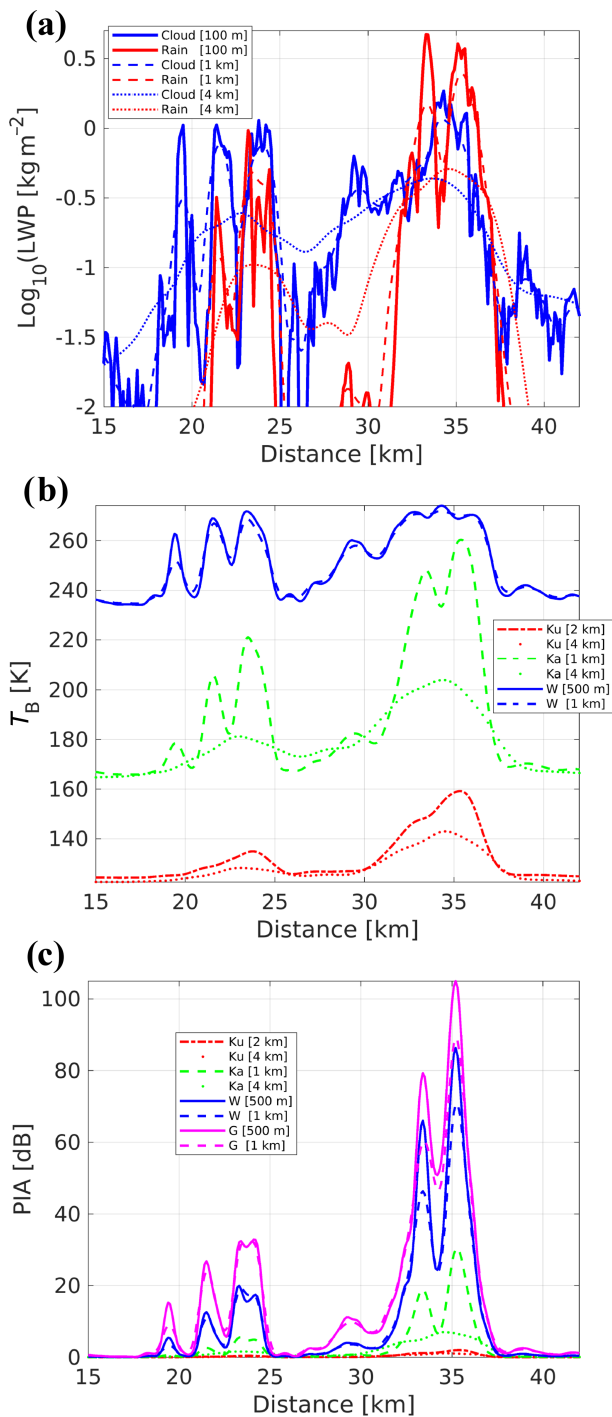 (a)
Cloud [100 m]
Rain [100 m]
Cloud [1 km]
Rain [1 km]
Cloud [4 km]
Rain [4 km]
Log10(LWP [kg m−2]
0.5
0
-0.5
-1
-1.5
-2
15 20 25 30 35 40
Distance [km]
(b)
260
240
220
200
180
160
140
TB [K]
Ku [2 km]
Ku [4 km]
Ka [1 km]
Ka [4 km]
W [500 m]
W [1 km]
15 20 25 30 35 40
Distance [km]
(c)
100
80
60
40
20
0
PIA [dB]
Ku [2 km]
Ku [4 km]
Ka [1 km]
Ka [4 km]
W [500 m]
W [1 km]
G [500 m]
G [1 km]
15 20 25 30 35 40
Distance [km]